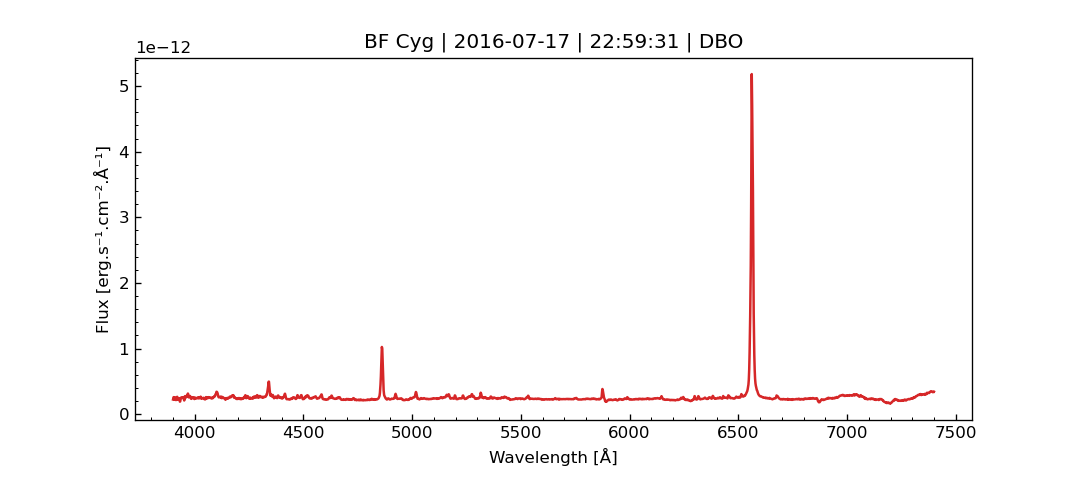 BF Cyg | 2016-07-17 | 22:59:31 | DBO
1e−12
5
4
3
2
1
0
Flux [erg.s⁻¹.cm⁻².Å⁻¹]
4000 4500 5000 5500 6000 6500 7000 7500
Wavelength [Å]